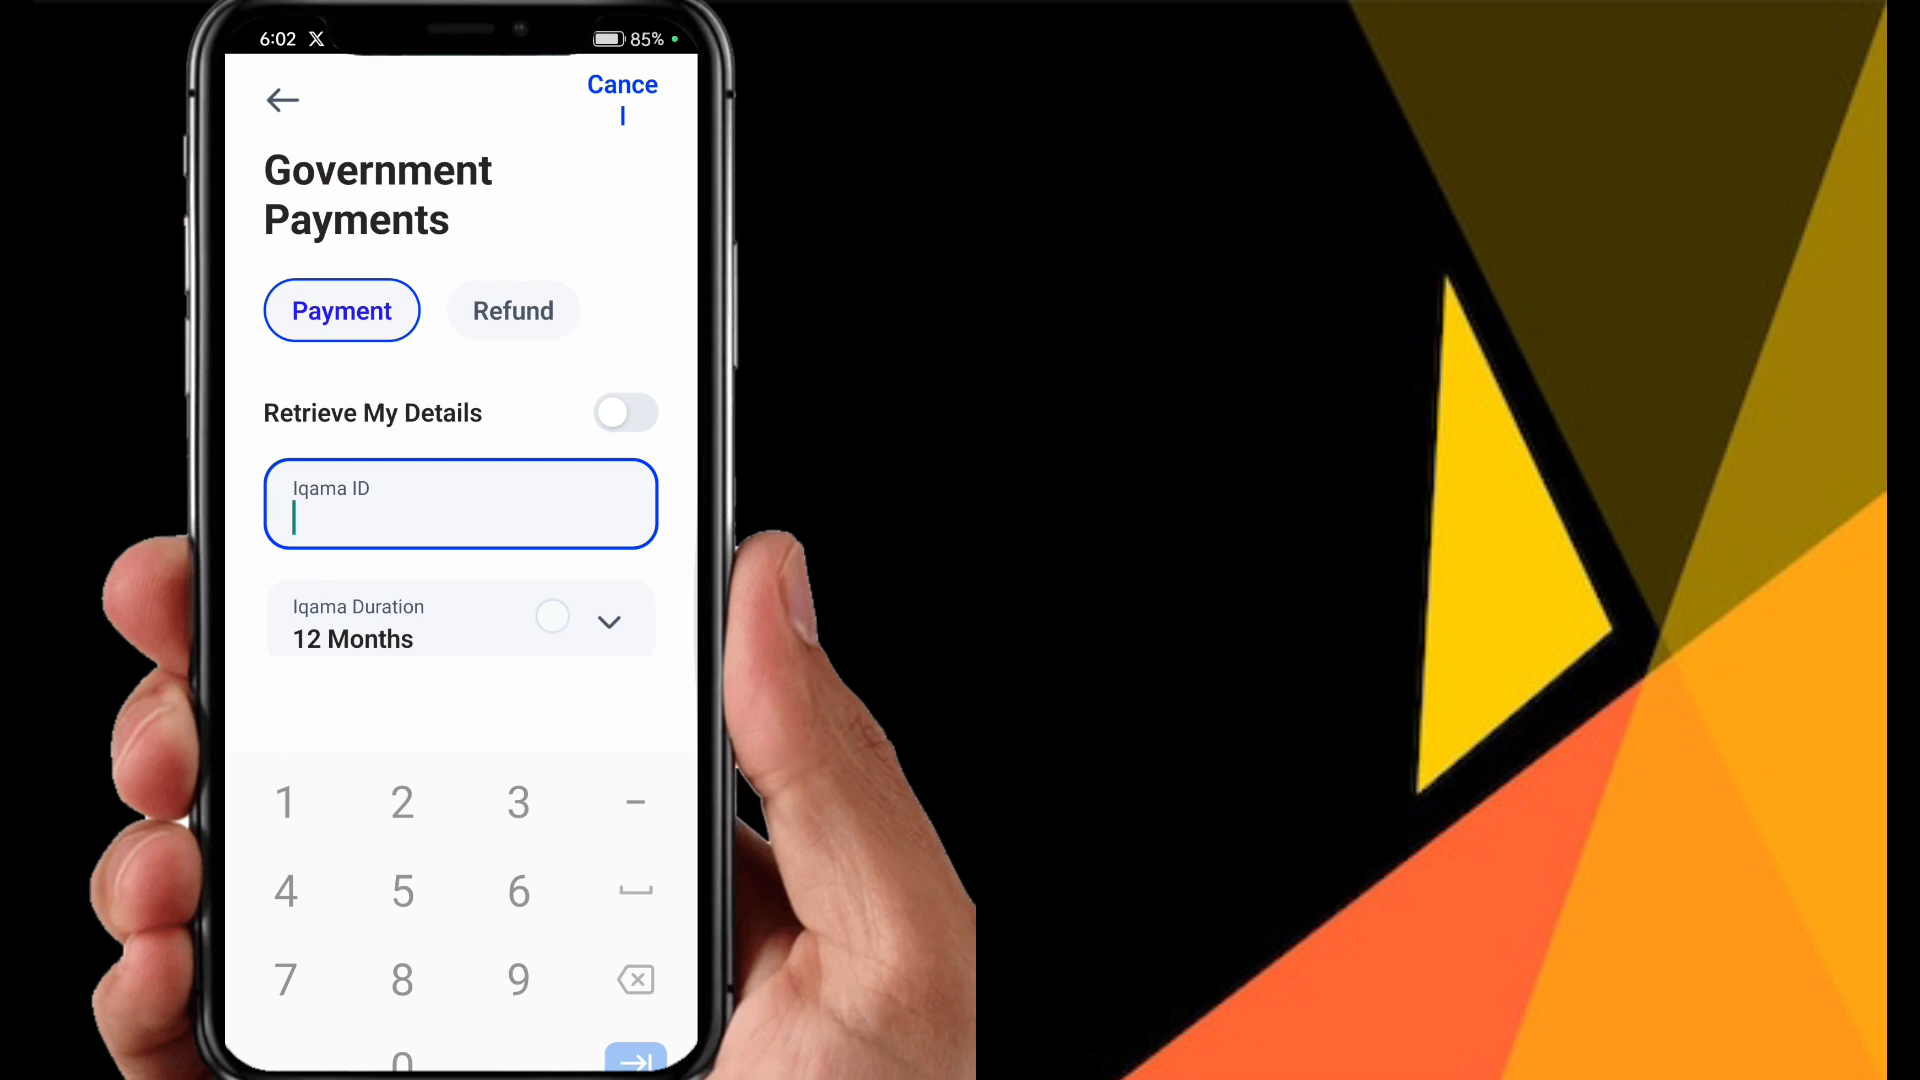 6:02 X 85%
Cance
l
Government
Payments
Payment Refund
Retrieve My Details
Iqama ID
Iqama Duration
12 Months
1 2 3 -
4 5 6
7 8 9
0